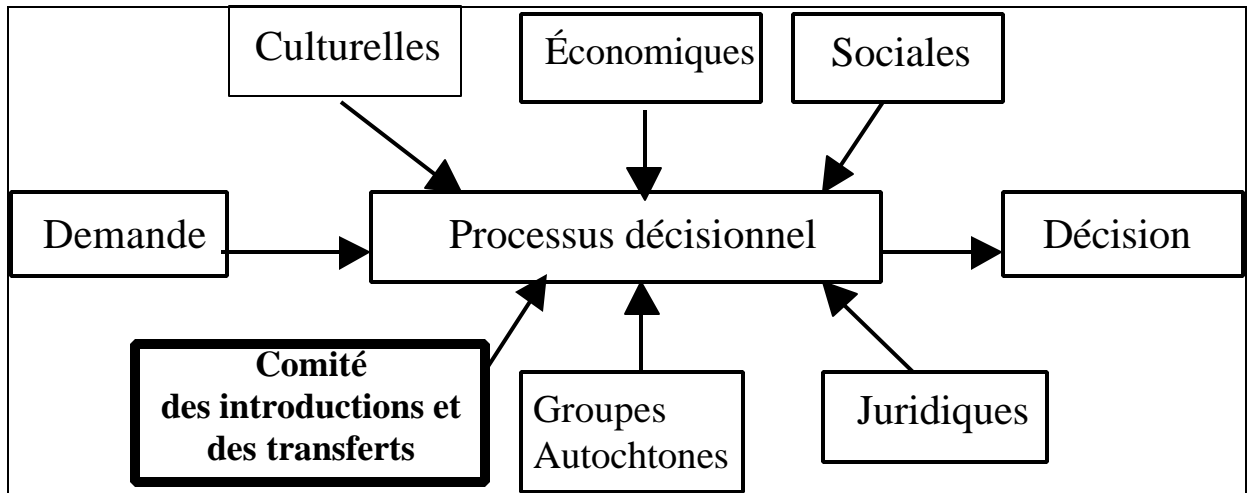 Culturelles
Économiques
Sociales
Demande
Processus décisionnel
Décision
Comité
des introductions et
des transferts
Groupes
Autochtones
Juridiques